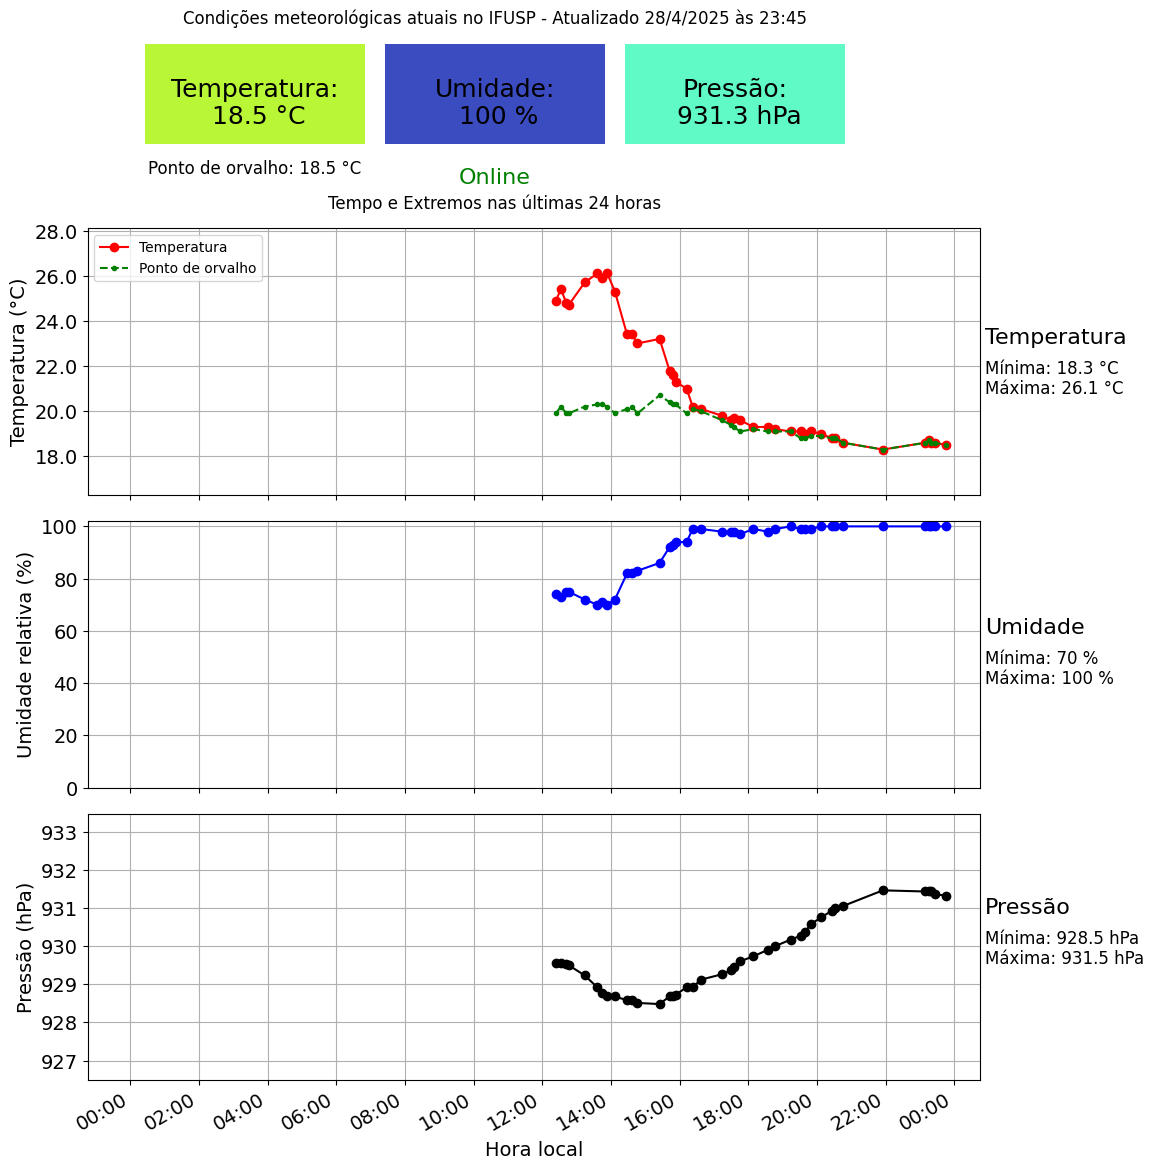 Condições meteorológicas atuais no IFUSP - Atualizado 28/4/2025 às 23:45
Temperatura:
18.5 °C
Umidade:
100 %
Pressão:
931.3 hPa
Ponto de orvalho: 18.5 °C
Online
Tempo e Extremos nas últimas 24 horas
Temperatura (°C)
28.0
26.0
24.0
22.0
20.0
18.0
Temperatura
Ponto de orvalho
Temperatura
Mínima: 18.3 °C
Máxima: 26.1 °C
Umidade relativa (%)
100
80
60
40
20
0
Umidade
Mínima: 70 %
Máxima: 100 %
Pressão (hPa)
933
932
931
930
929
928
927
Pressão
Mínima: 928.5 hPa
Máxima: 931.5 hPa
00:00 02:00 04:00 06:00 08:00 10:00 12:00 14:00 16:00 18:00 20:00 22:00 00:00
Hora local